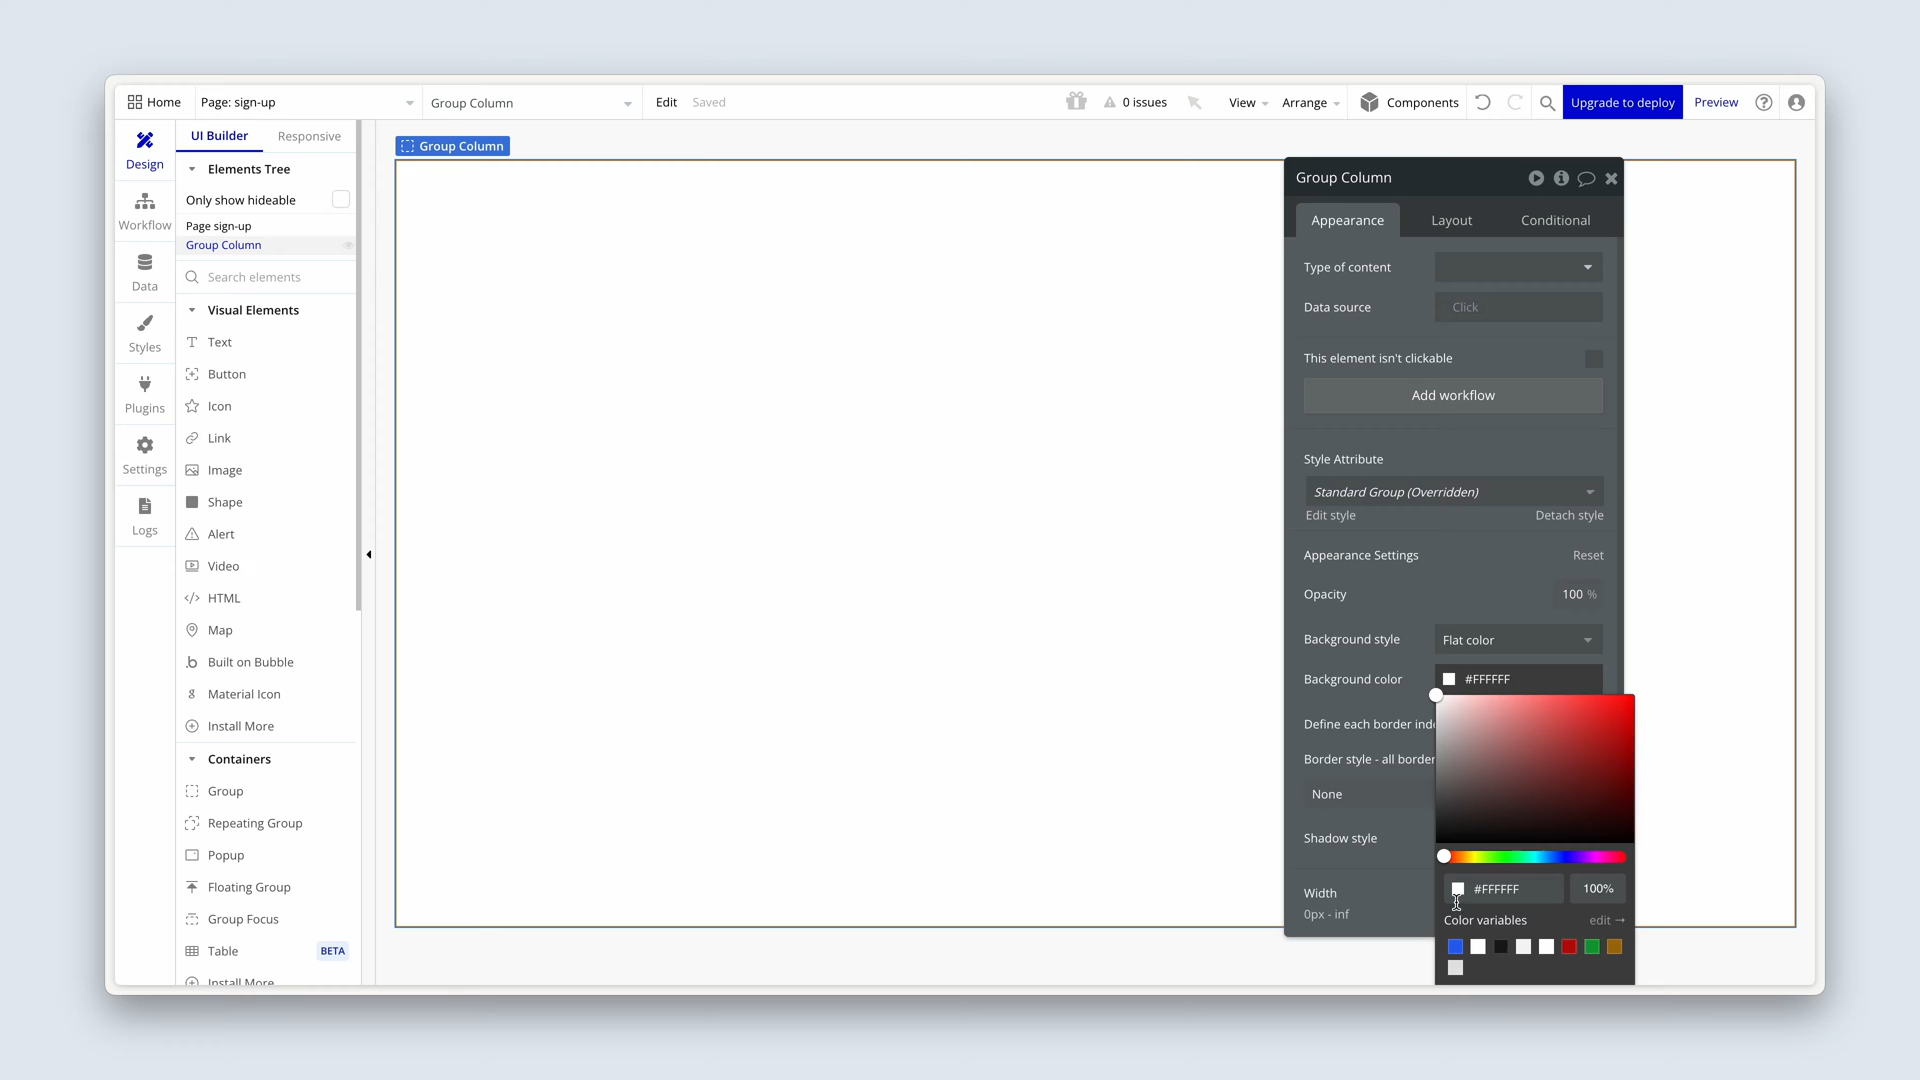 Home
Page: sign-up
Group Column
Edit
Saved
0 issues
View
Arrange
Components
Upgrade to deploy
Preview
Design
Workflow
Data
Styles
Plugins
Settings
Logs
UI Builder
Responsive
Elements Tree
Only show hideable
Page sign-up
Group Column
Search elements
Visual Elements
Text
Button
Icon
Link
Image
Shape
Alert
Video
HTML
Map
Built on Bubble
Material Icon
Install More
Containers
Group
Repeating Group
Popup
Floating Group
Group Focus
Table BETA
Install More
Group Column
Group Column
Appearance
Layout
Conditional
Type of content
Data source Click
This element isn't clickable
Add workflow
Style Attribute
Standard Group (Overridden)
Edit style
Detach style
Appearance Settings
Reset
Opacity
100 %
Background style
Flat color
Background color
#FFFFFF
Define each border ind
Border style - all border
None
Shadow style
Width
0px - inf
#FFFFFF
100%
Color variables
edit →